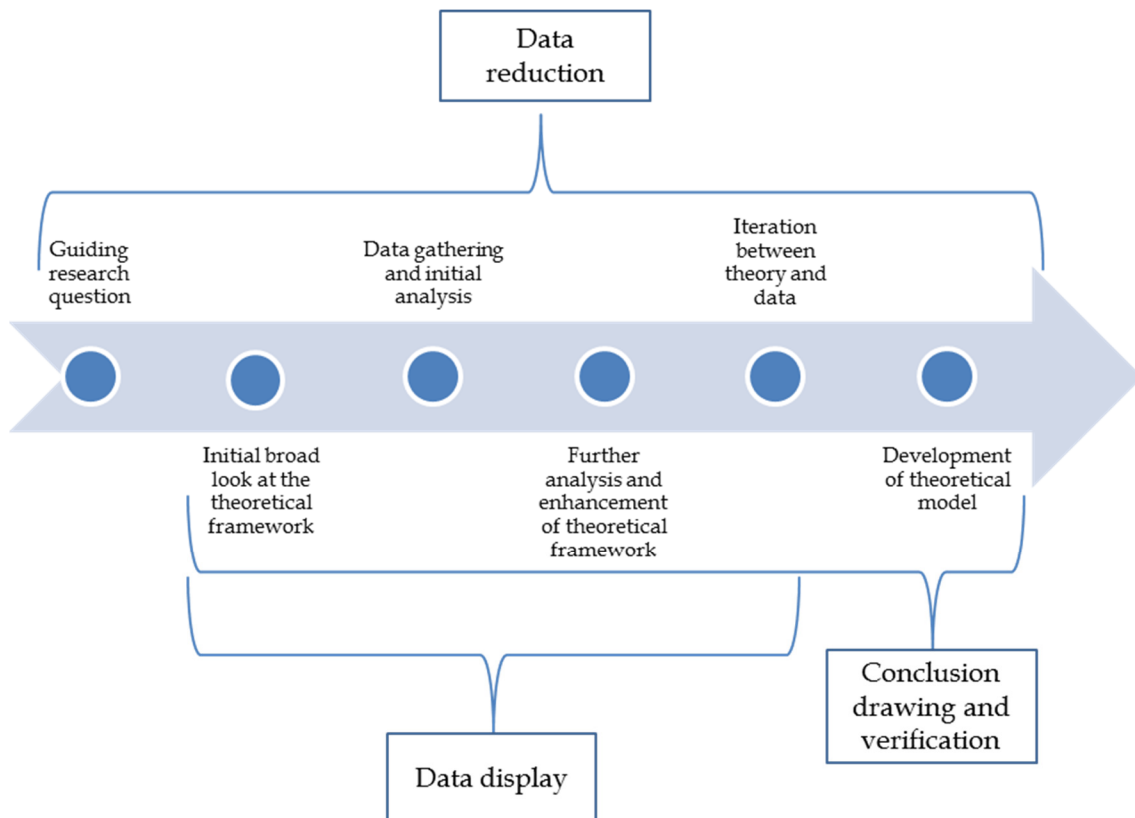 Data
reduction
Guiding
research
question
Data gathering
and initial
analysis
Iteration
between
theory and
data
Initial broad
look at the
theoretical
framework
Further
analysis and
enhancement
of theoretical
framework
Development
of theoretical
model
Conclusion
drawing and
verification
Data display